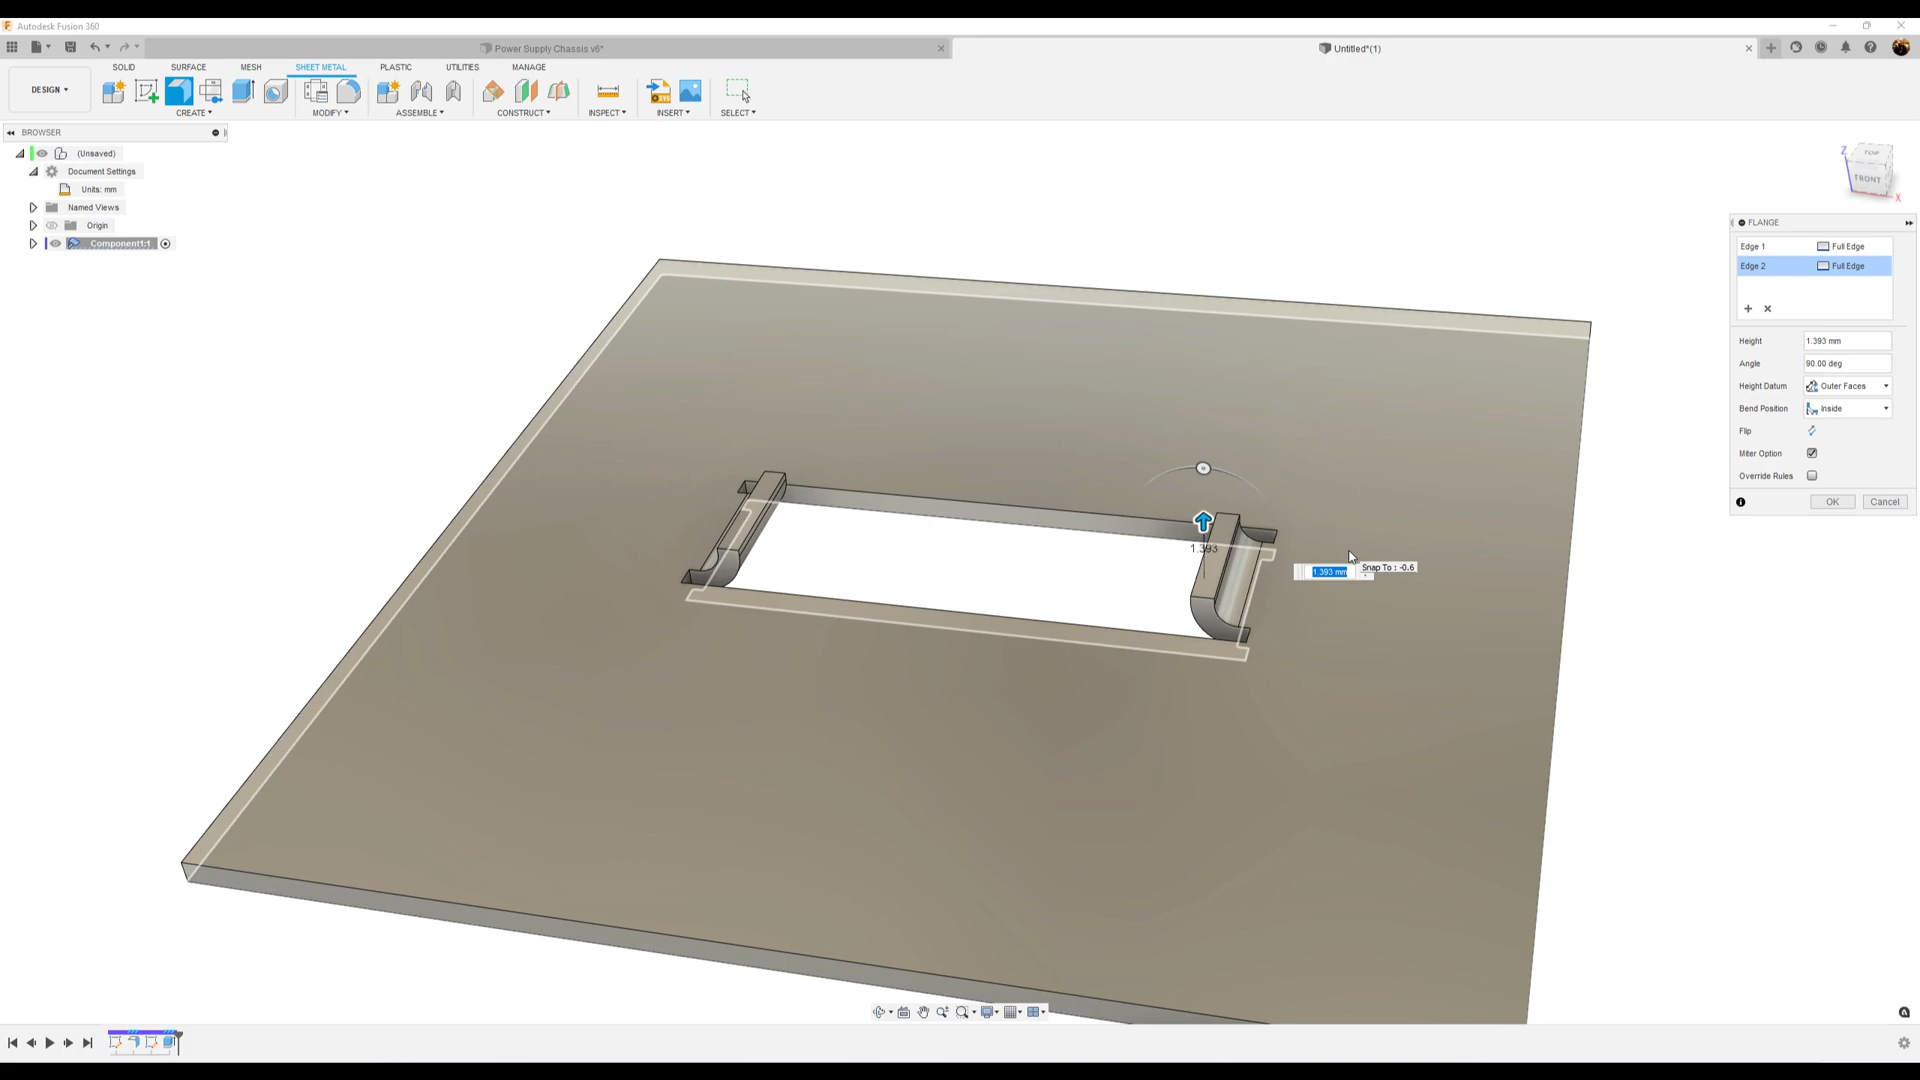 Autodesk Fusion 360
Power Supply Chassis v6*
Untitled*(1)
DESIGN
SOLID
SURFACE
MESH
SHEET METAL
PLASTIC
UTILITIES
MANAGE
CREATE
MODIFY
ASSEMBLE
CONSTRUCT
INSPECT
INSERT
SELECT
BROWSER
(Unsaved)
Document Settings
Units: mm
Named Views
Origin
Component1:1
TOP
FRONT
Z
X
FLANGE
Edge 1 Full Edge
Edge 2 Full Edge
Height 1.393 mm
Angle 90.00 deg
Height Datum Outer Faces
Bend Position Inside
Flip
Miter Option
Override Rules
OK Cancel
1.393
1.393 mm
Snap To : -0.6